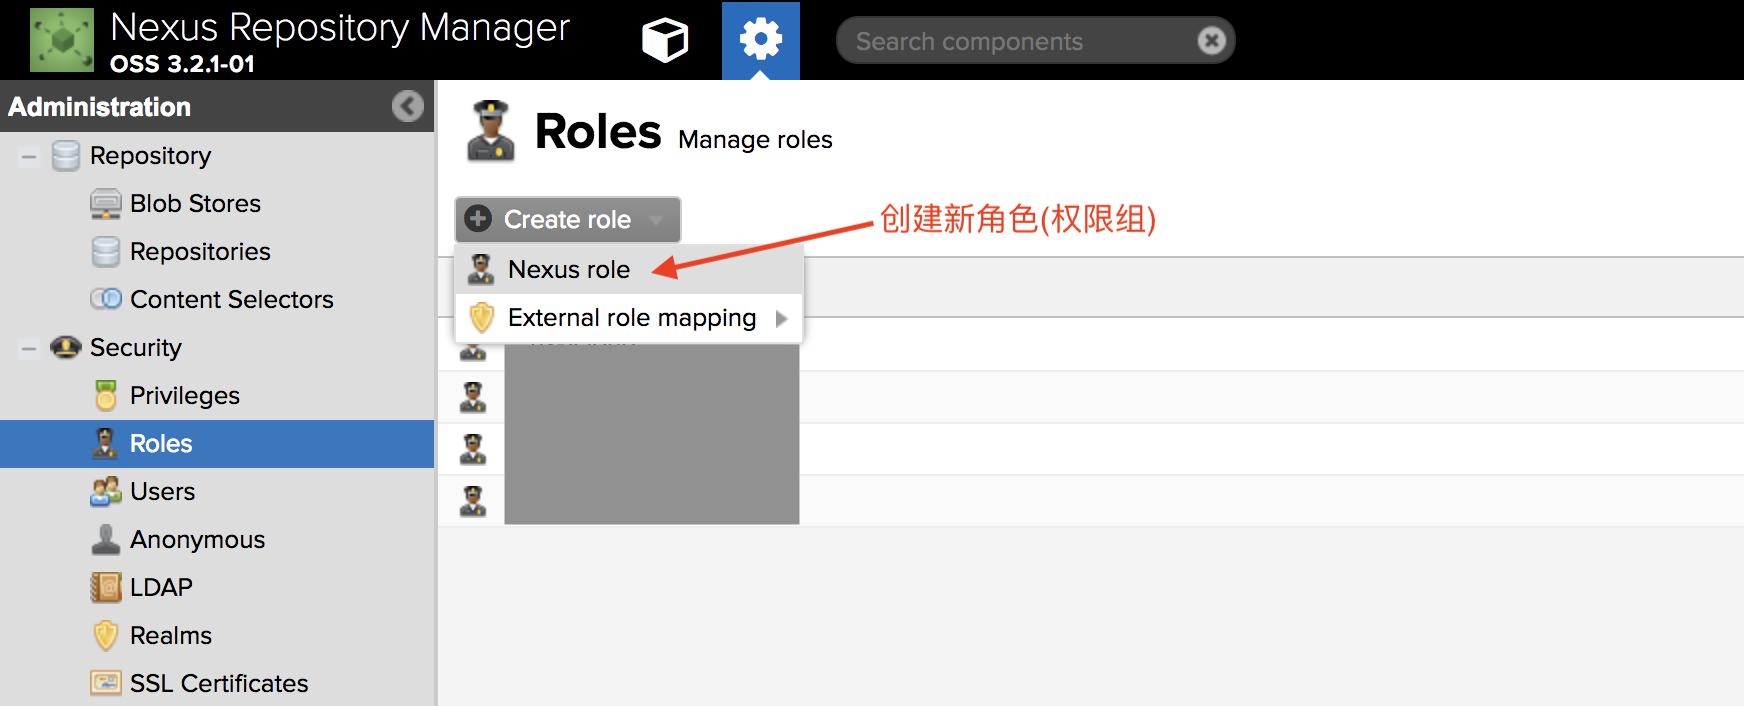 Nexus Repository Manager
OSS 3.2.1-01
Search components
Administration
Repository
Blob Stores
Repositories
Content Selectors
Security
Privileges
Roles
Users
Anonymous
LDAP
Realms
SSL Certificates
Roles Manage roles
Create role
创建新角色(权限组)
Nexus role
External role mapping